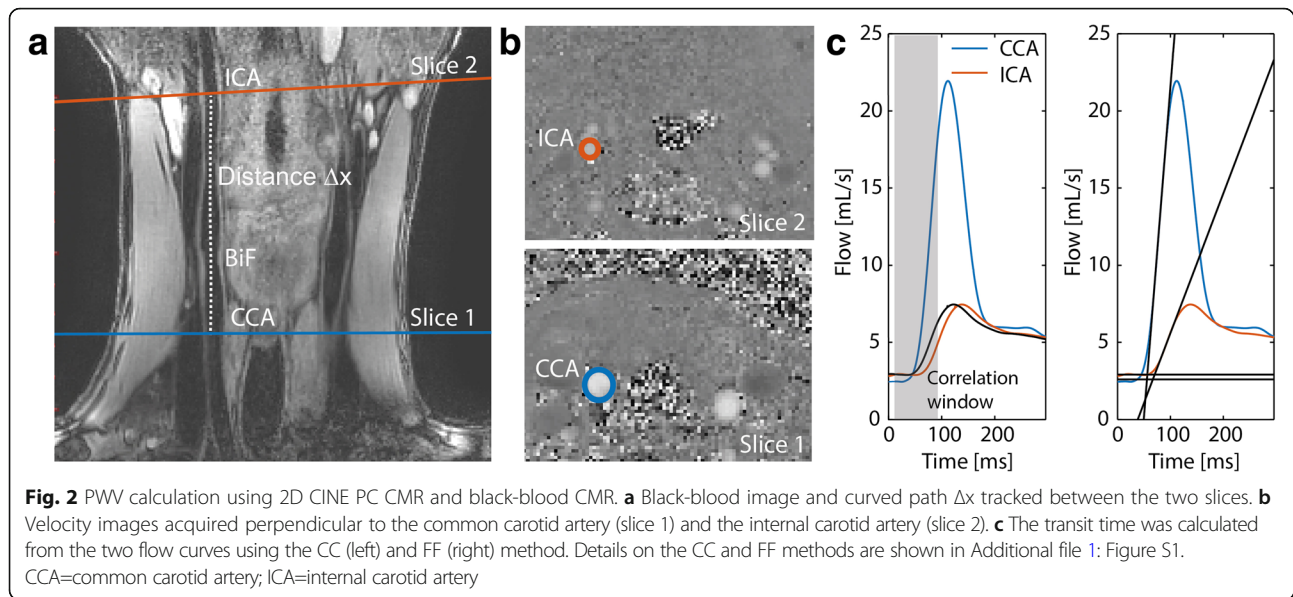 a
ICA
Slice 2
Distance Δx
BiF
CCA
Slice 1
b
ICA
Slice 2
CCA
Slice 1
c
25
20
15
10
5
0
Flow [mL/s]
CCA
ICA
Correlation
window
0 100 200
Time [ms]
25
20
15
10
5
0
Flow [mL/s]
0 100 200
Time [ms]
Fig. 2 PWV calculation using 2D CINE PC CMR and black-blood CMR. a Black-blood image and curved path Δx tracked between the two slices. b
Velocity images acquired perpendicular to the common carotid artery (slice 1) and the internal carotid artery (slice 2). c The transit time was calculated
from the two flow curves using the CC (left) and FF (right) method. Details on the CC and FF methods are shown in Additional file 1: Figure S1.
CCA=common carotid artery; ICA=internal carotid artery